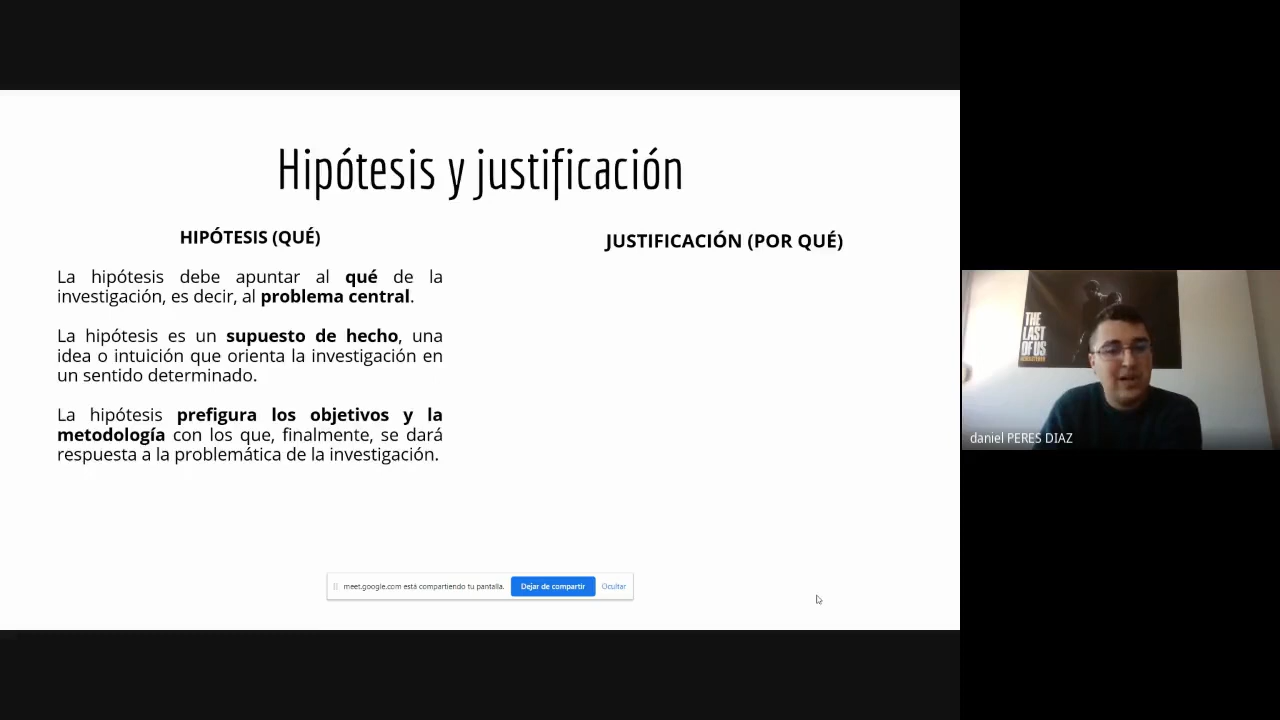 Hipótesis y justificación
HIPÓTESIS (QUÉ)
La hipótesis debe apuntar al qué de la
investigación, es decir, al problema central.
La hipótesis es un supuesto de hecho, una
idea o intuición que orienta la investigación en
un sentido determinado.
La hipótesis prefigura los objetivos y la
metodología con los que, finalmente, se dará
respuesta a la problemática de la investigación.
JUSTIFICACIÓN (POR QUÉ)
meet.google.com está compartiendo tu pantalla.
Dejar de compartir
Ocultar
THE
LAST
OF US
REMASTERED
daniel PERES DIAZ